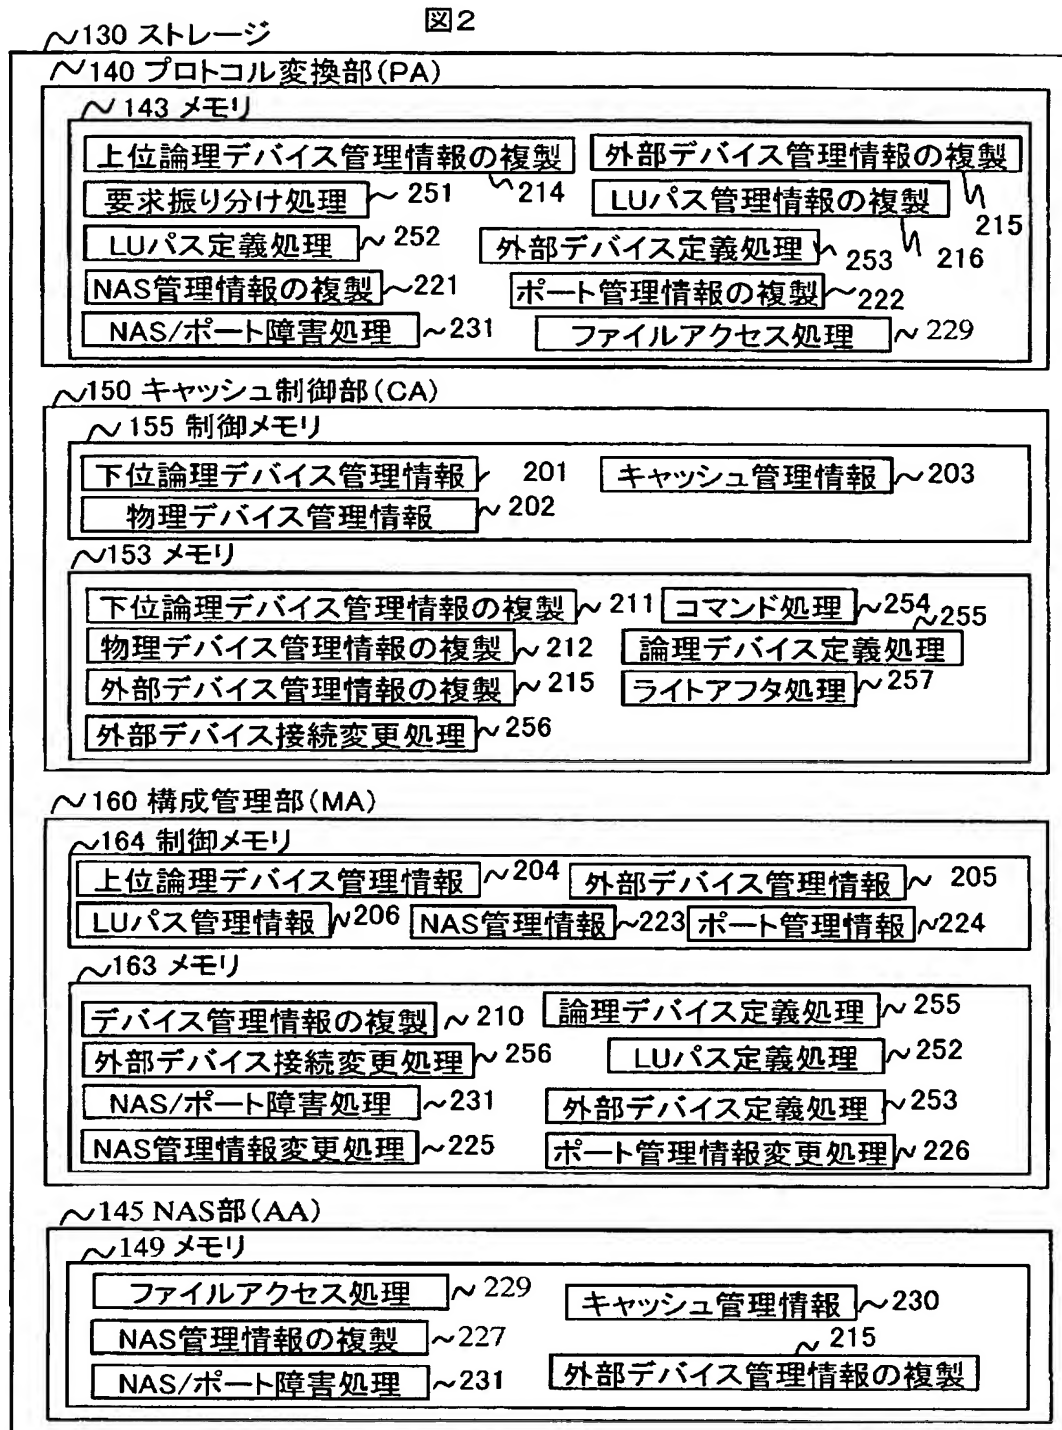 図2
130 ストレージ
140 プロトコル変換部(PA)
143 メモリ
上位論理デバイス管理情報の複製 214 外部デバイス管理情報の複製 215
要求振り分け処理 251 LUパス管理情報の複製 216
LUパス定義処理 252 外部デバイス定義処理 253
NAS管理情報の複製 221 ポート管理情報の複製 222
NAS/ポート障害処理 231 ファイルアクセス処理 229
150 キャッシュ制御部(CA)
155 制御メモリ
下位論理デバイス管理情報 201 キャッシュ管理情報 203
物理デバイス管理情報 202
153 メモリ
下位論理デバイス管理情報の複製 211 コマンド処理 254
物理デバイス管理情報の複製 212 論理デバイス定義処理 255
外部デバイス管理情報の複製 215 ライトアフタ処理 257
外部デバイス接続変更処理 256
160 構成管理部(MA)
164 制御メモリ
上位論理デバイス管理情報 204 外部デバイス管理情報 205
LUパス管理情報 206 NAS管理情報 223 ポート管理情報 224
163 メモリ
デバイス管理情報の複製 210 論理デバイス定義処理 255
外部デバイス接続変更処理 256 LUパス定義処理 252
NAS/ポート障害処理 231 外部デバイス定義処理 253
NAS管理情報変更処理 225 ポート管理情報変更処理 226
145 NAS部(AA)
149 メモリ
ファイルアクセス処理 229 キャッシュ管理情報 230
NAS管理情報の複製 227 215
NAS/ポート障害処理 231 外部デバイス管理情報の複製